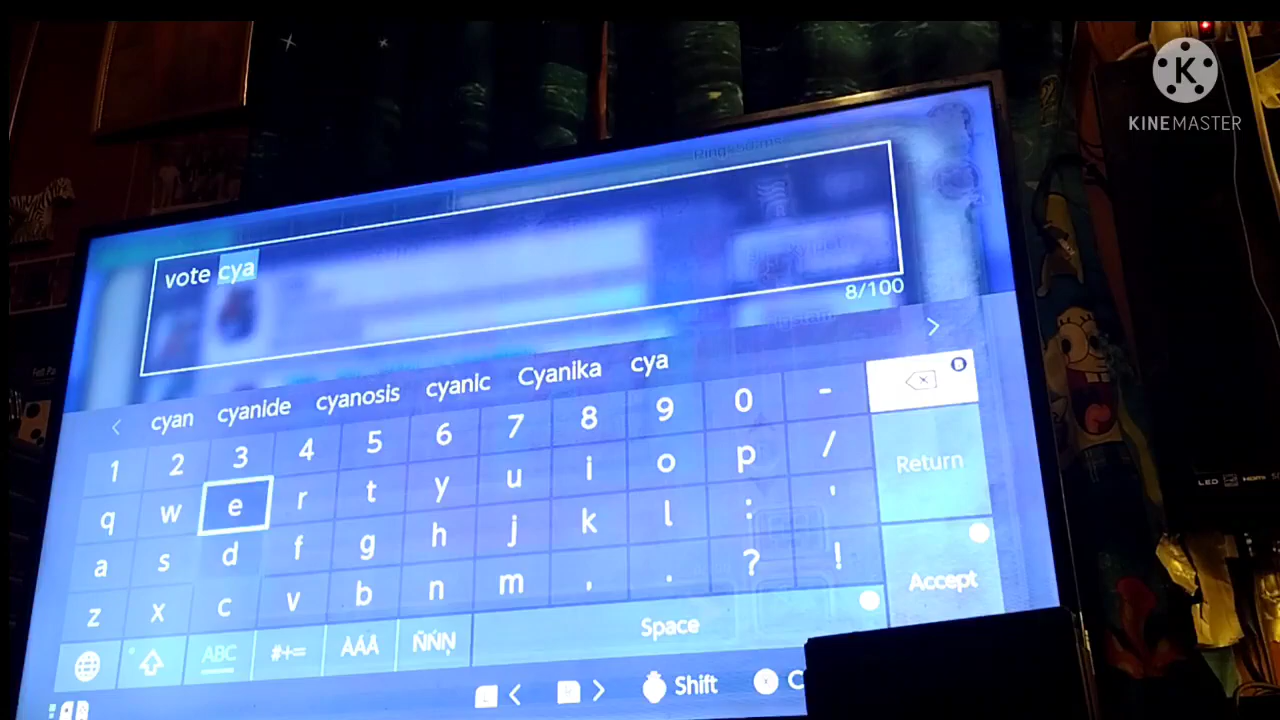 K
KINEMASTER
vote cya
8/100
cyan cyanide cyanosis cyanic Cyanika cya
1 2 3 4 5 6 7 8 9 0 -
q w e r t y u i o p /
Return
a s d f g h j k l : '
z x c v b n m , . ? !
Accept
ABC #+= ÀÁÂ ÑŃŅ Space
Shift
LED